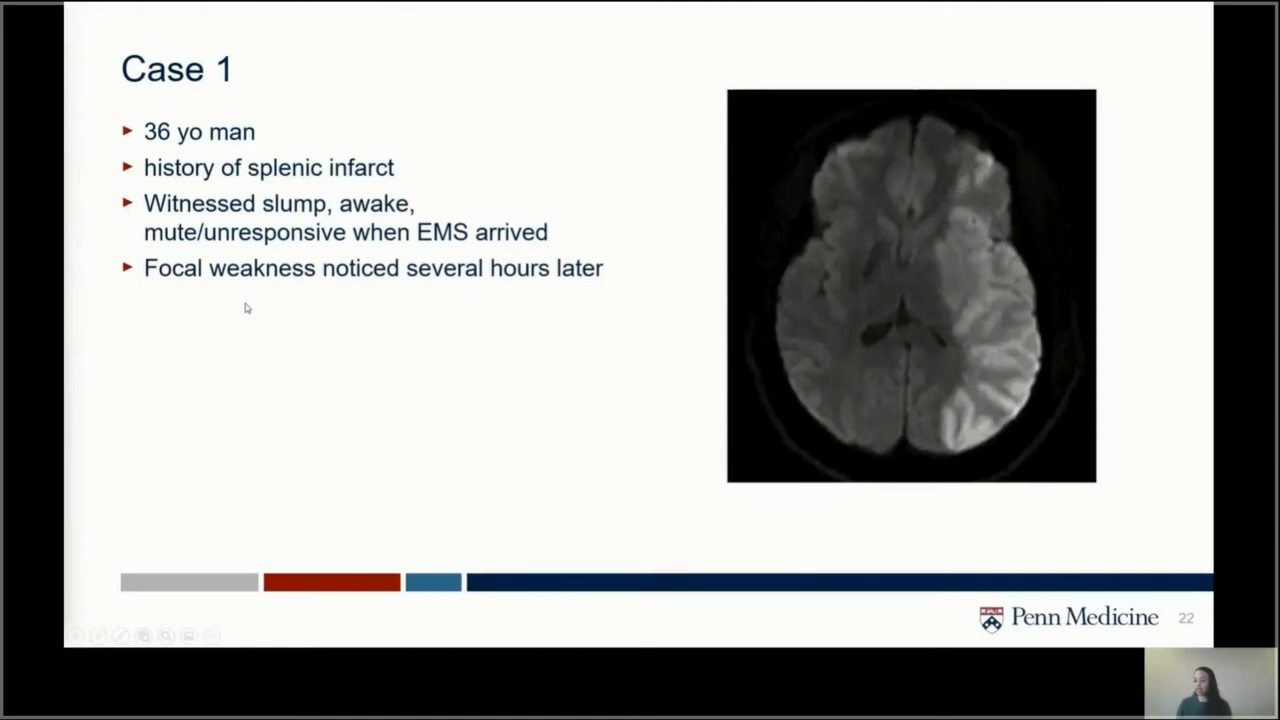 Case 1
36 yo man
history of splenic infarct
Witnessed slump, awake,
mute/unresponsive when EMS arrived
Focal weakness noticed several hours later
Penn Medicine
22